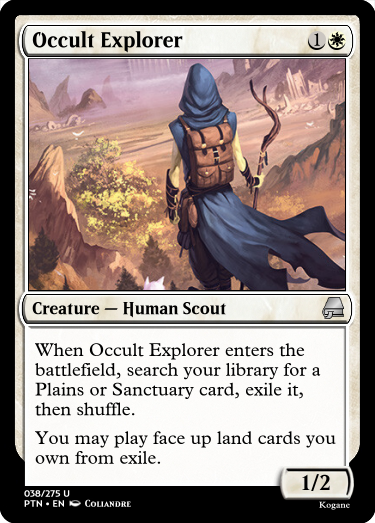 Occult Explorer 1
Creature — Human Scout
When Occult Explorer enters the
battlefield, search your library for a
Plains or Sanctuary card, exile it,
then shuffle.
You may play face up land cards you
own from exile.
1/2
038/275 U
PTN • EN Coliandre
Kogane